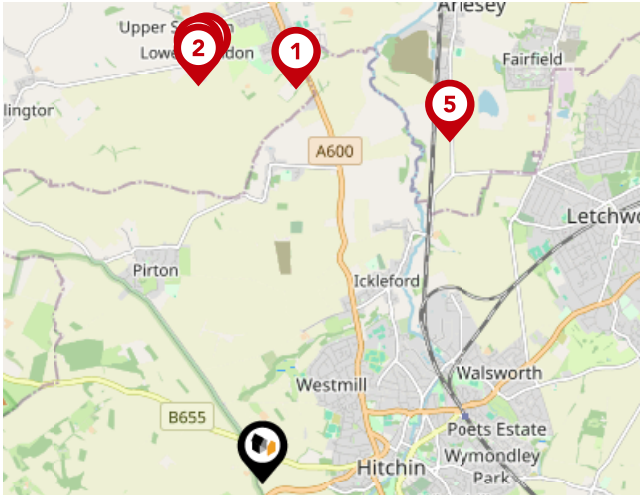 Arlesey
Upper
2
Lowe
don
1
Fairfield
lington
5
A600
Letchwo
Pirton
Ickleford
Westmill
Walsworth
B655
Poets Estate
Hitchin
Wymondley
Park